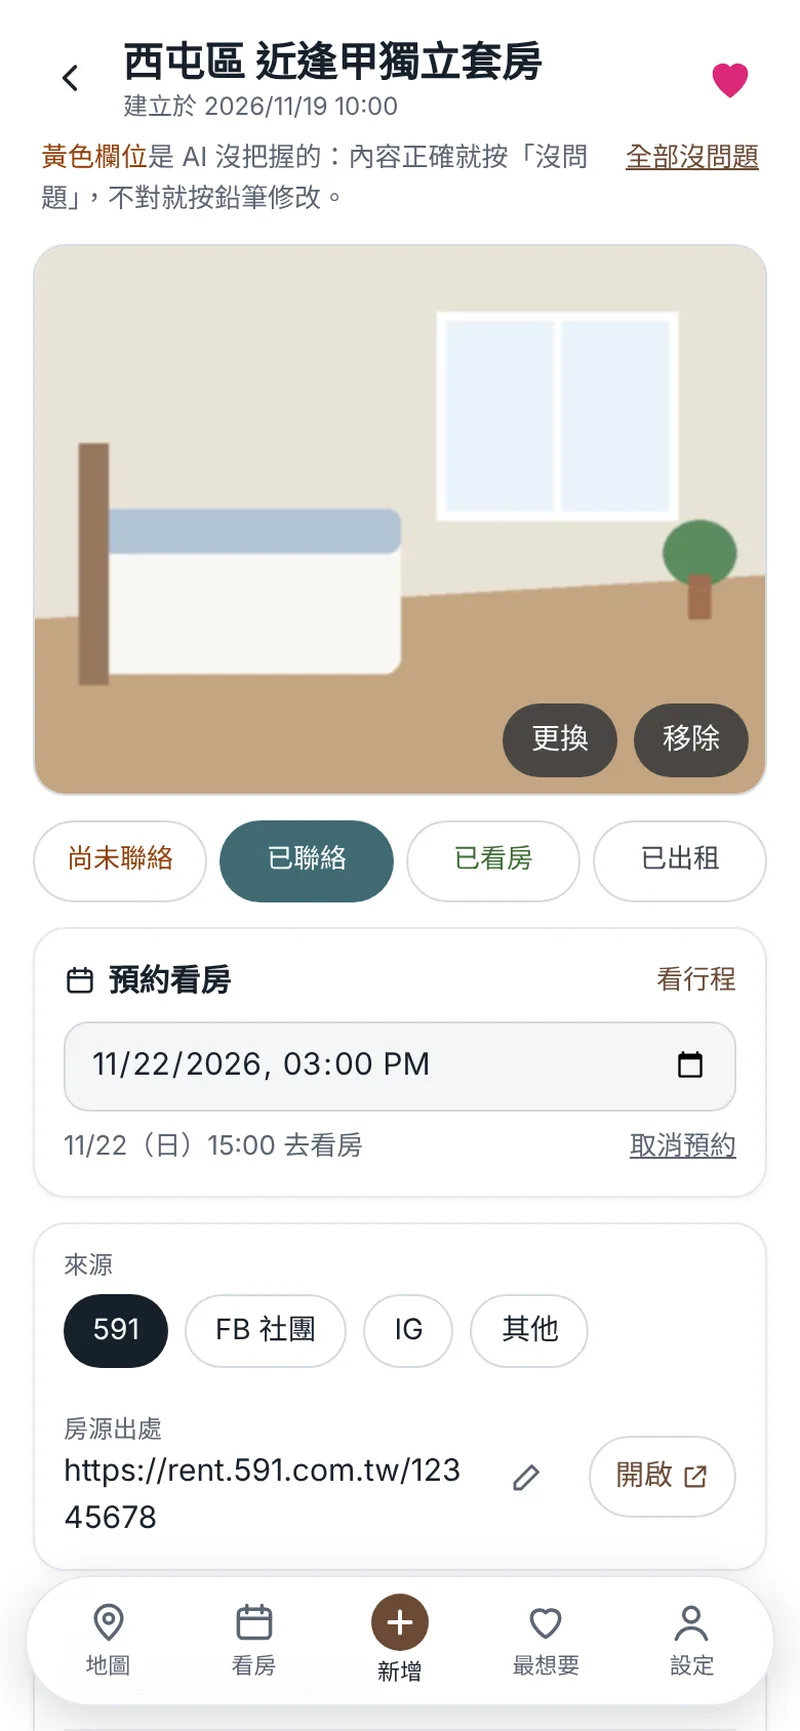 西屯區 近逢甲獨立套房
建立於 2026/11/19 10:00
黃色欄位是 AI 沒把握的：內容正確就按「沒問
題」，不對就按鉛筆修改。
全部沒問題
更換
移除
尚未聯絡
已聯絡
已看房
已出租
預約看房
看行程
11/22/2026, 03:00 PM
11/22（日）15:00 去看房
取消預約
來源
591
FB 社團
IG
其他
房源出處
https://rent.591.com.tw/123
45678
開啟
地圖
看房
新增
最想要
設定